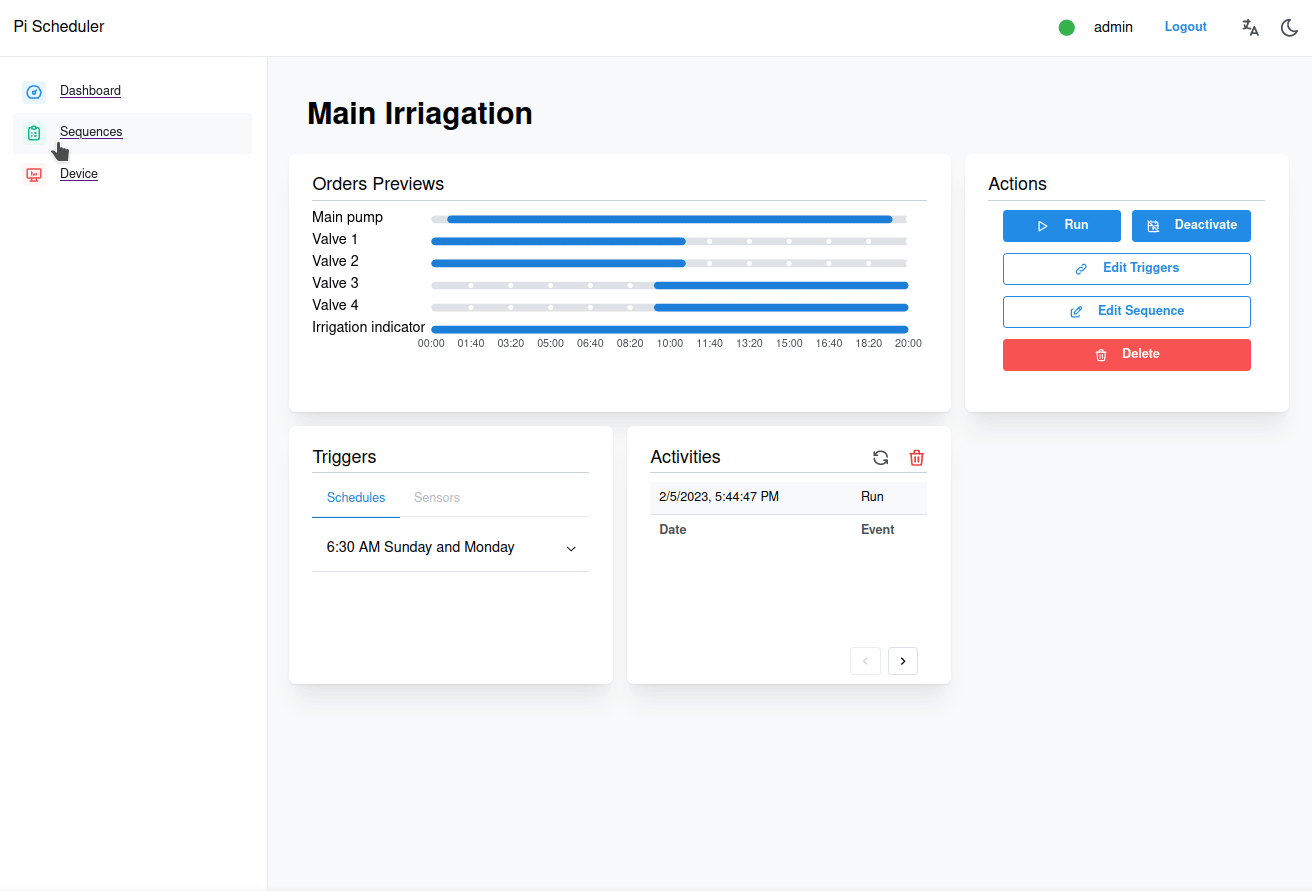 Pi Scheduler
admin
Logout
Dashboard
Sequences
Device
Main Irriagation
Orders Previews
Main pump
Valve 1
Valve 2
Valve 3
Valve 4
Irrigation indicator
00:00 01:40 03:20 05:00 06:40 08:20 10:00 11:40 13:20 15:00 16:40 18:20 20:00
Actions
Run
Deactivate
Edit Triggers
Edit Sequence
Delete
Triggers
Schedules Sensors
6:30 AM Sunday and Monday
Activities
2/5/2023, 5:44:47 PM Run
Date Event